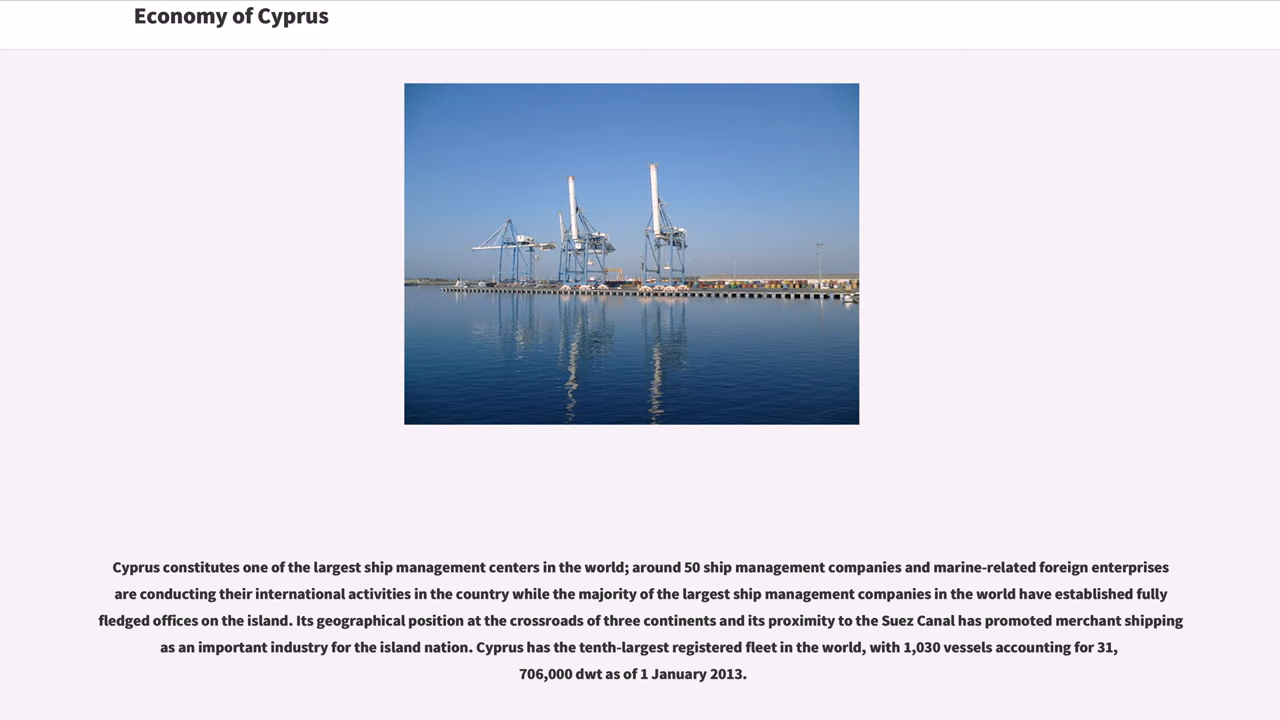 Economy of Cyprus
Cyprus constitutes one of the largest ship management centers in the world; around 50 ship management companies and marine-related foreign enterprises
are conducting their international activities in the country while the majority of the largest ship management companies in the world have established fully
fledged offices on the island. Its geographical position at the crossroads of three continents and its proximity to the Suez Canal has promoted merchant shipping
as an important industry for the island nation. Cyprus has the tenth-largest registered fleet in the world, with 1,030 vessels accounting for 31,
706,000 dwt as of 1 January 2013.